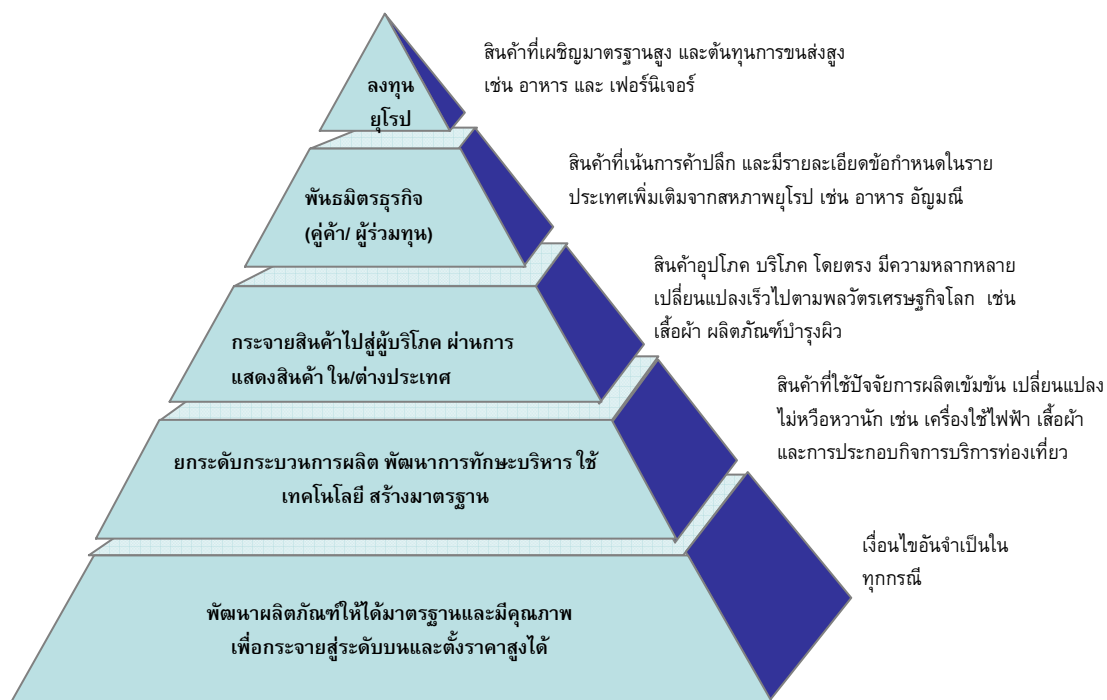 ลงทุน
ยุโรป
สินค้าที่เผชิญมาตรฐานสูง และต้นทุนการขนส่งสูง
เช่น อาหาร และ เฟอร์นิเจอร์
พันธมิตรธุรกิจ
(คู่ค้า/ ผู้ร่วมทุน)
สินค้าที่เน้นการค้าปลีก และมีรายละเอียดข้อกำหนดในราย
ประเทศเพิ่มเติมจากสหภาพยุโรป เช่น อาหาร อัญมณี
กระจายสินค้าไปสู่ผู้บริโภค ผ่านการ
แสดงสินค้า ใน/ต่างประเทศ
สินค้าอุปโภค บริโภค โดยตรง มีความหลากหลาย
เปลี่ยนแปลงเร็วไปตามพลวัตรเศรษฐกิจโลก เช่น
เสื้อผ้า ผลิตภัณฑ์บำรุงผิว
ยกระดับกระบวนการผลิต พัฒนาการทักษะบริหาร ใช้
เทคโนโลยี สร้างมาตรฐาน
สินค้าที่ใช้ปัจจัยการผลิตเข้มข้น เปลี่ยนแปลง
ไม่หวือหวานัก เช่น เครื่องใช้ไฟฟ้า เสื้อผ้า
และการประกอบกิจการบริการท่องเที่ยว
พัฒนาผลิตภัณฑ์ให้ได้มาตรฐานและมีคุณภาพ
เพื่อกระจายสู่ระดับบนและตั้งราคาสูงได้
เงื่อนไขอันจำเป็นใน
ทุกกรณี